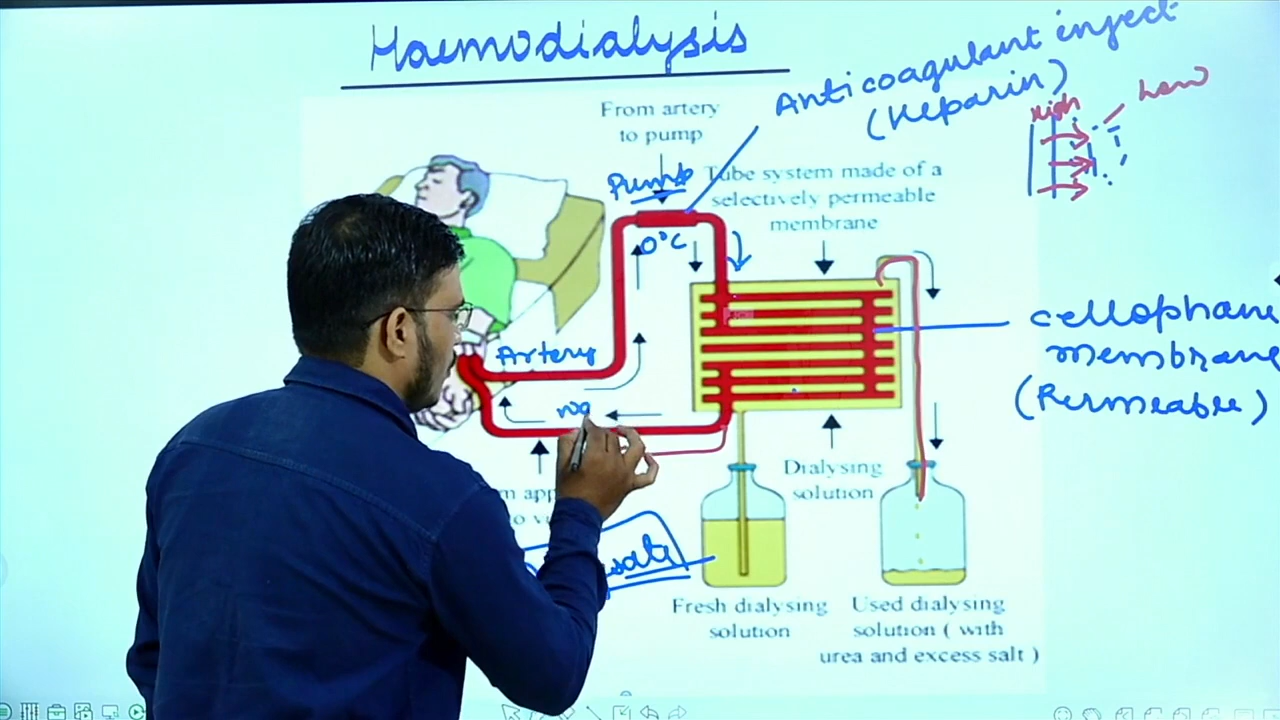 Haemodialysis
Anticoagulant inject
(Heparin)
High
Low
From artery
to pump
Pump
Tube system made of a
selectively permeable
membrane
0°C
Artery
cellophane
membrane
(Permeable)
Dialysing
solution
Fresh dialysing
solution
Used dialysing
solution ( with
urea and excess salt )